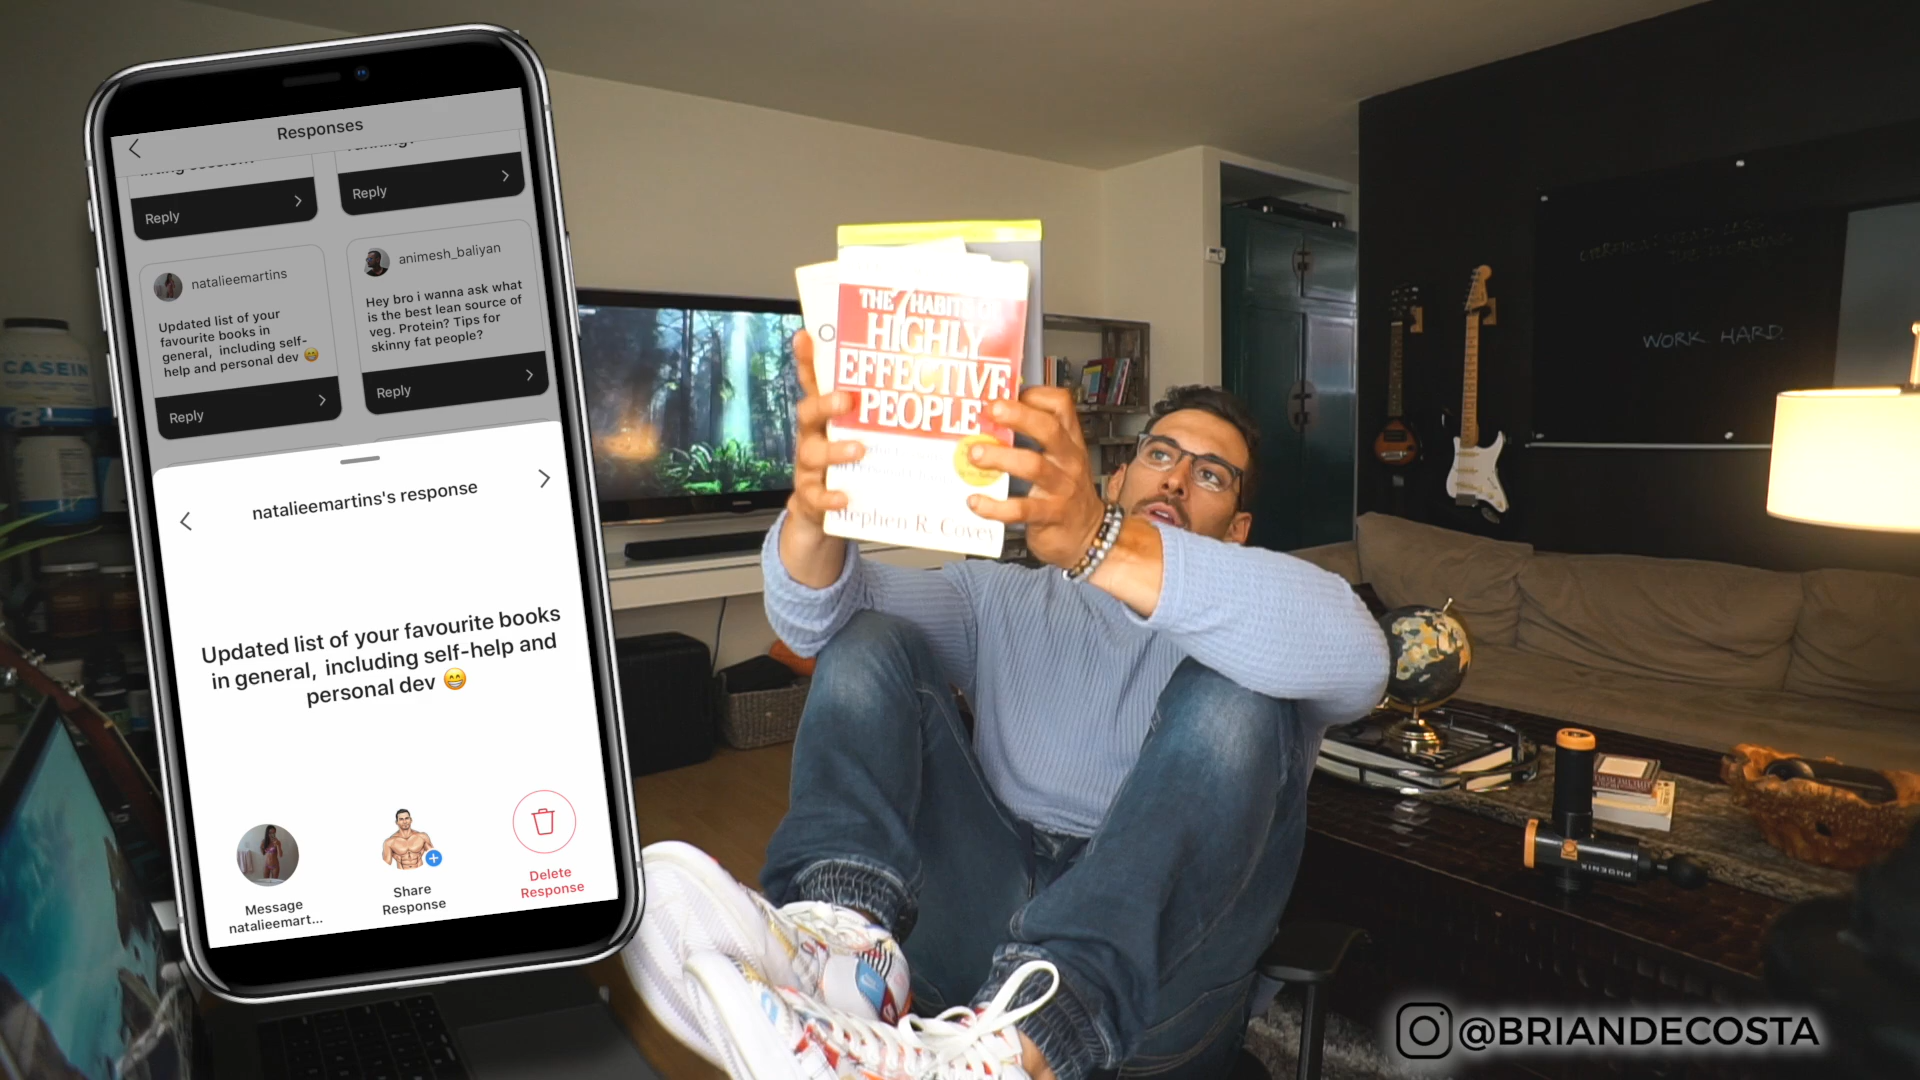 Responses
Reply
Reply
natalieemartins
Updated list of your
favourite books in
general, including self-
help and personal dev 😁
Reply
animesh_baliyan
Hey bro i wanna ask what
is the best lean source of
veg. Protein? Tips for
skinny fat people?
Reply
natalieemartins's response
Updated list of your favourite books
in general, including self-help and
personal dev 😁
Message
natalieemart...
Share
Response
Delete
Response
THE 7 HABITS OF
HIGHLY
EFFECTIVE
PEOPLE
Stephen R. Covey
CASEIN
WORK HARD.
PHOENIX
@BRIANDECOSTA